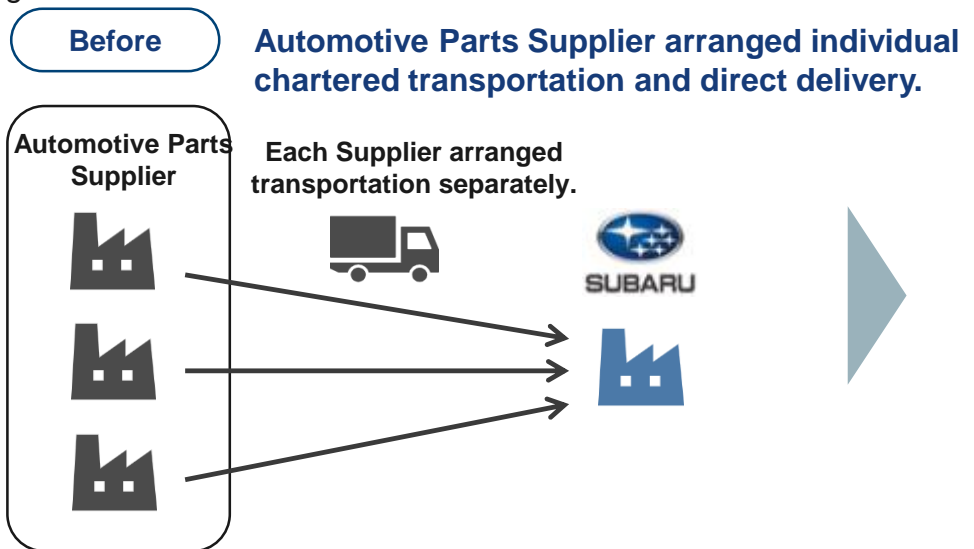 Before
Automotive Parts Supplier arranged individual
chartered transportation and direct delivery.
Automotive Parts
Supplier
Each Supplier arranged
transportation separately.
SUBARU